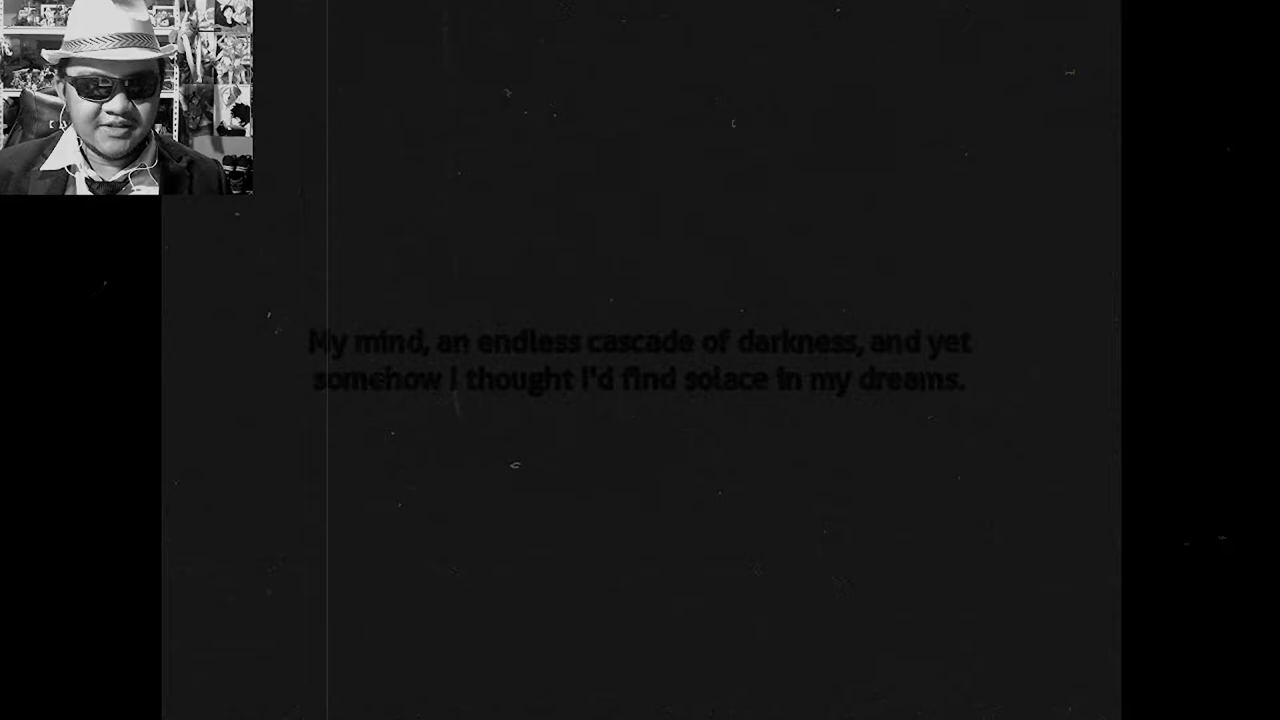 My mind, an endless cascade of darkness, and yet
somehow I thought I'd find solace in my dreams.